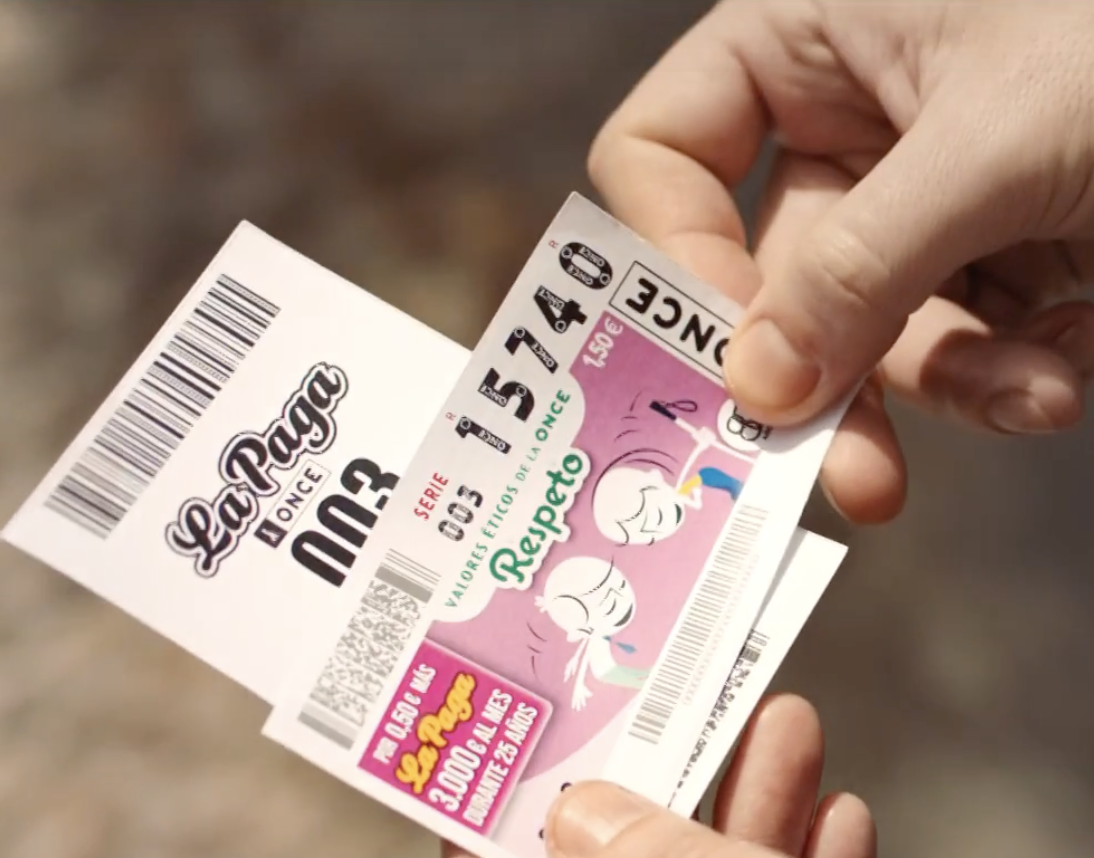 La Paga
ONCE
003
R
R
15740
ONCE
1,50 €
SERIE
003
VALORES ÉTICOS DE LA ONCE
Respeto
POR 0,50 € MÁS
La Paga
3.000 € AL MES
DURANTE 25 AÑOS